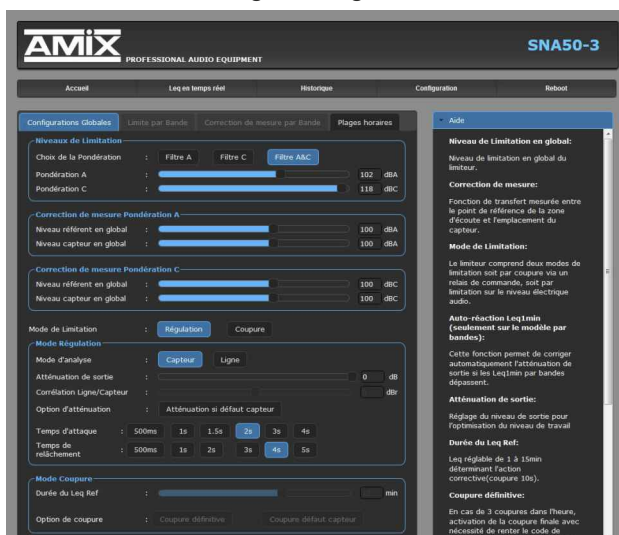 AMIX
PROFESSIONAL AUDIO EQUIPMENT
SNA50-3
Accueil Leq en temps réel Historique Configuration Reboot
Configurations Globales Limite par Bande Correction de mesure par Bande Plages horaires
Niveaux de Limitation
Choix de la Pondération : Filtre A Filtre C Filtre A&C
Pondération A : 102 dBA
Pondération C : 118 dBC
Correction de mesure Pondération A
Niveau référent en global : 100 dBA
Niveau capteur en global : 100 dBA
Correction de mesure Pondération C
Niveau référent en global : 100 dBC
Niveau capteur en global : 100 dBC
Mode de Limitation : Régulation Coupure
Mode Régulation
Mode d'analyse : Capteur Ligne
Atténuation de sortie : 0 dB
Corrélation Ligne/Capteur : dBr
Option d'atténuation : Atténuation si défaut capteur
Temps d'attaque : 500ms 1s 1.5s 2s 3s 4s
Temps de
relâchement : 500ms 1s 2s 3s 4s 5s
Mode Coupure
Durée du Leq Ref : min
Option de coupure : Coupure définitive Coupure défaut capteur
Aide
Niveau de Limitation en global:
Niveau de limitation en global du
limiteur.
Correction de mesure:
Fonction de transfert mesurée entre
le point de référence de la zone
d'écoute et l'emplacement du
capteur.
Mode de Limitation:
Le limiteur comprend deux modes de
limitation soit par coupure via un
relais de commande, soit par
limitation sur le niveau électrique
audio.
Auto-réaction Leq1min
(seulement sur le modèle par
bandes):
Cette fonction permet de corriger
automatiquement l'atténuation de
sortie si les Leq1min par bandes
dépassent.
Atténuation de sortie:
Réglage du niveau de sortie pour
l'optimisation du niveau de travail
Durée du Leq Ref:
Leq réglable de 1 à 15min
déterminant l'action
corrective(coupure 10s).
Coupure définitive:
En cas de 3 coupures dans l'heure,
activation de la coupure finale avec
nécessité de renter le code de